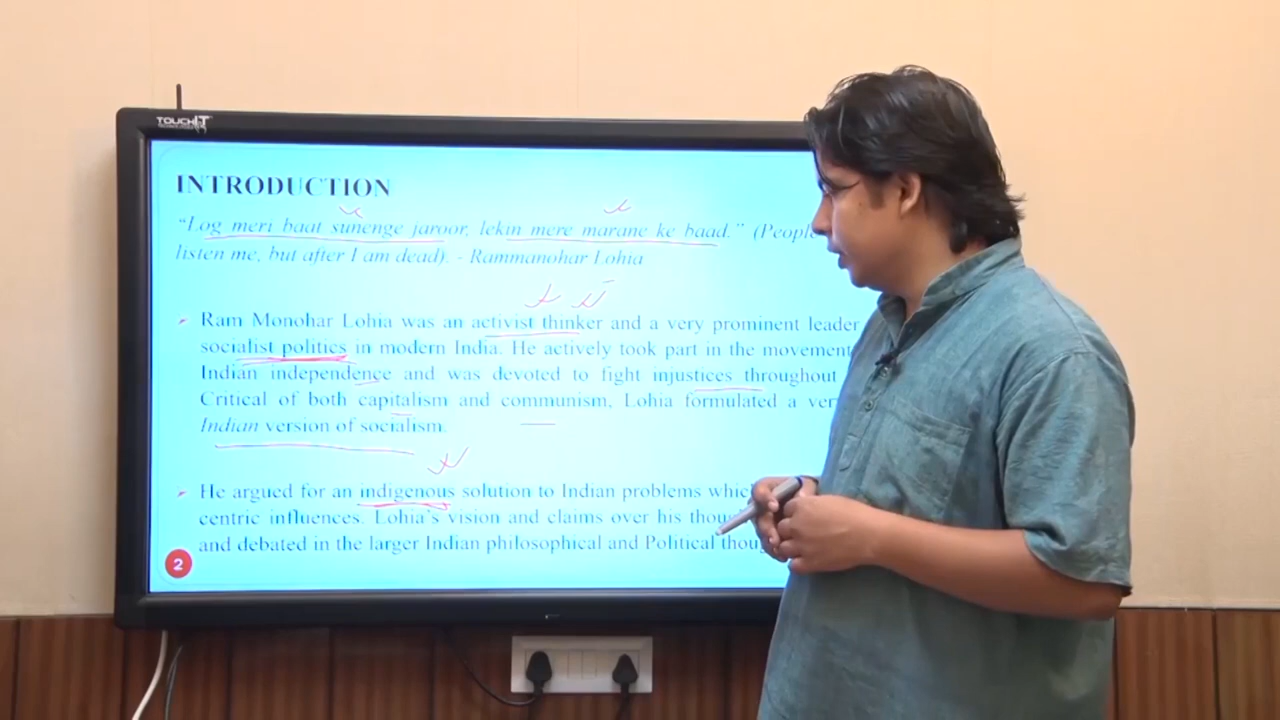 TOUCHIT
INTRODUCTION
"Log meri baat sunenge jaroor, lekin mere marane ke baad." (People
listen me, but after I am dead). - Rammanohar Lohia
Ram Monohar Lohia was an activist thinker and a very prominent leader
socialist politics in modern India. He actively took part in the movement
Indian independence and was devoted to fight injustices throughout
Critical of both capitalism and communism, Lohia formulated a
Indian version of socialism.
He argued for an indigenous solution to Indian problems
centric influences. Lohia's vision and claims over his
and debated in the larger Indian philosophical and Political
2